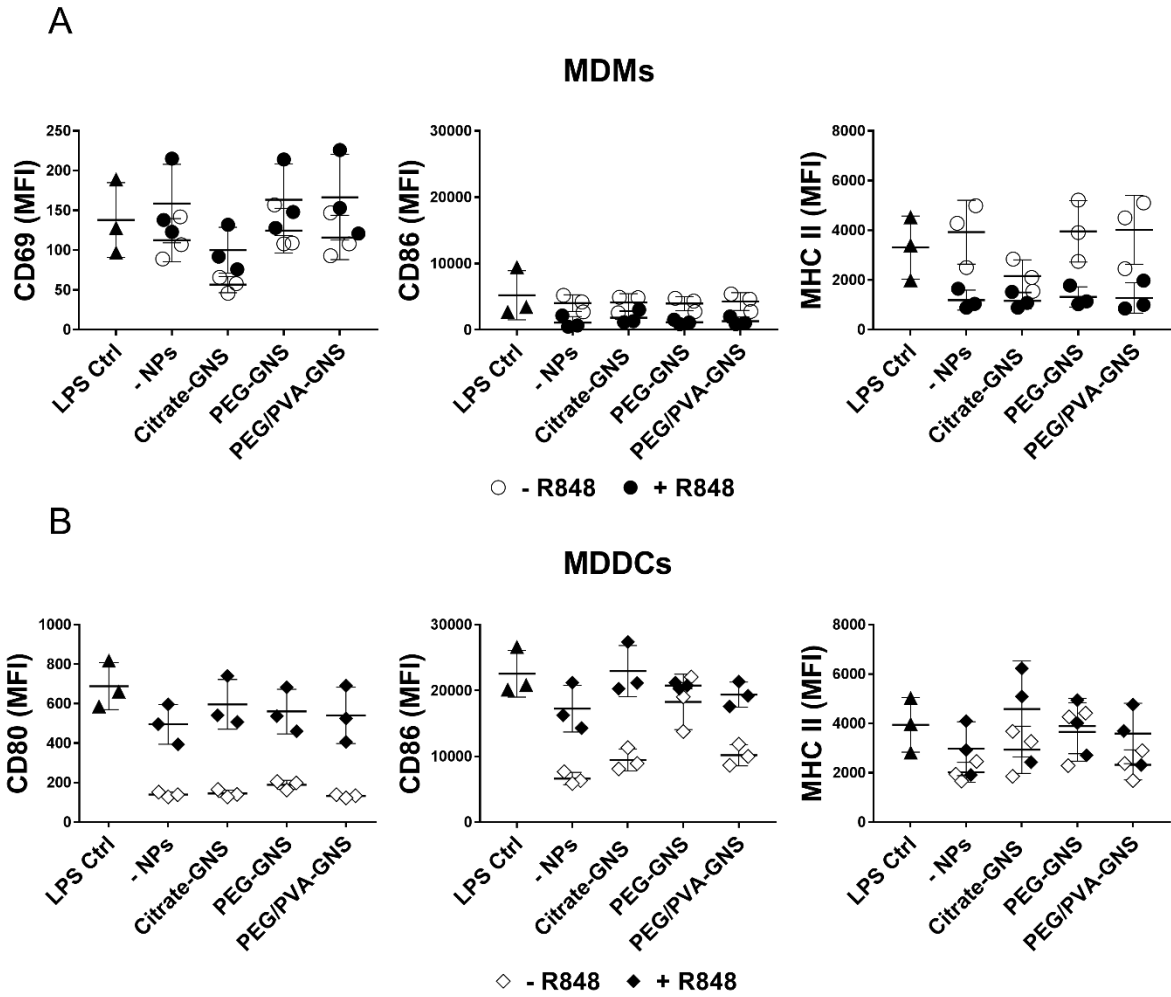 A
MDMs
CD69 (MFI)
250
200
150
100
50
0
LPS Ctrl
- NPs
Citrate-GNS
PEG-GNS
PEG/PVA-GNS
CD86 (MFI)
30000
20000
10000
0
LPS Ctrl
- NPs
Citrate-GNS
PEG-GNS
PEG/PVA-GNS
MHC II (MFI)
8000
6000
4000
2000
0
LPS Ctrl
- NPs
Citrate-GNS
PEG-GNS
PEG/PVA-GNS
- R848 + R848
B
MDDCs
CD80 (MFI)
1000
800
600
400
200
0
LPS Ctrl
- NPs
Citrate-GNS
PEG-GNS
PEG/PVA-GNS
CD86 (MFI)
30000
20000
10000
0
LPS Ctrl
- NPs
Citrate-GNS
PEG-GNS
PEG/PVA-GNS
MHC II (MFI)
8000
6000
4000
2000
0
LPS Ctrl
- NPs
Citrate-GNS
PEG-GNS
PEG/PVA-GNS
- R848 + R848